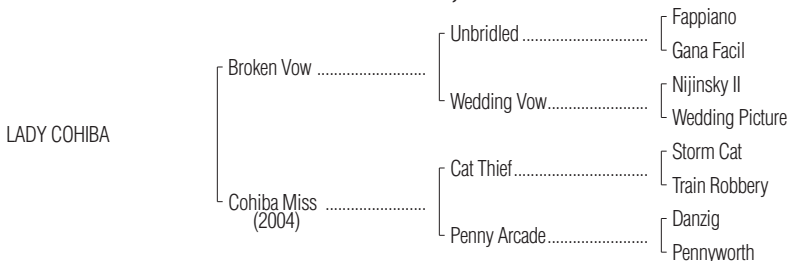 Fappiano
Unbridled
Gana Facil
Broken Vow
Nijinsky II
Wedding Vow
Wedding Picture
LADY COHIBA
Storm Cat
Cat Thief
Train Robbery
Cohiba Miss
(2004)
Danzig
Penny Arcade
Pennyworth